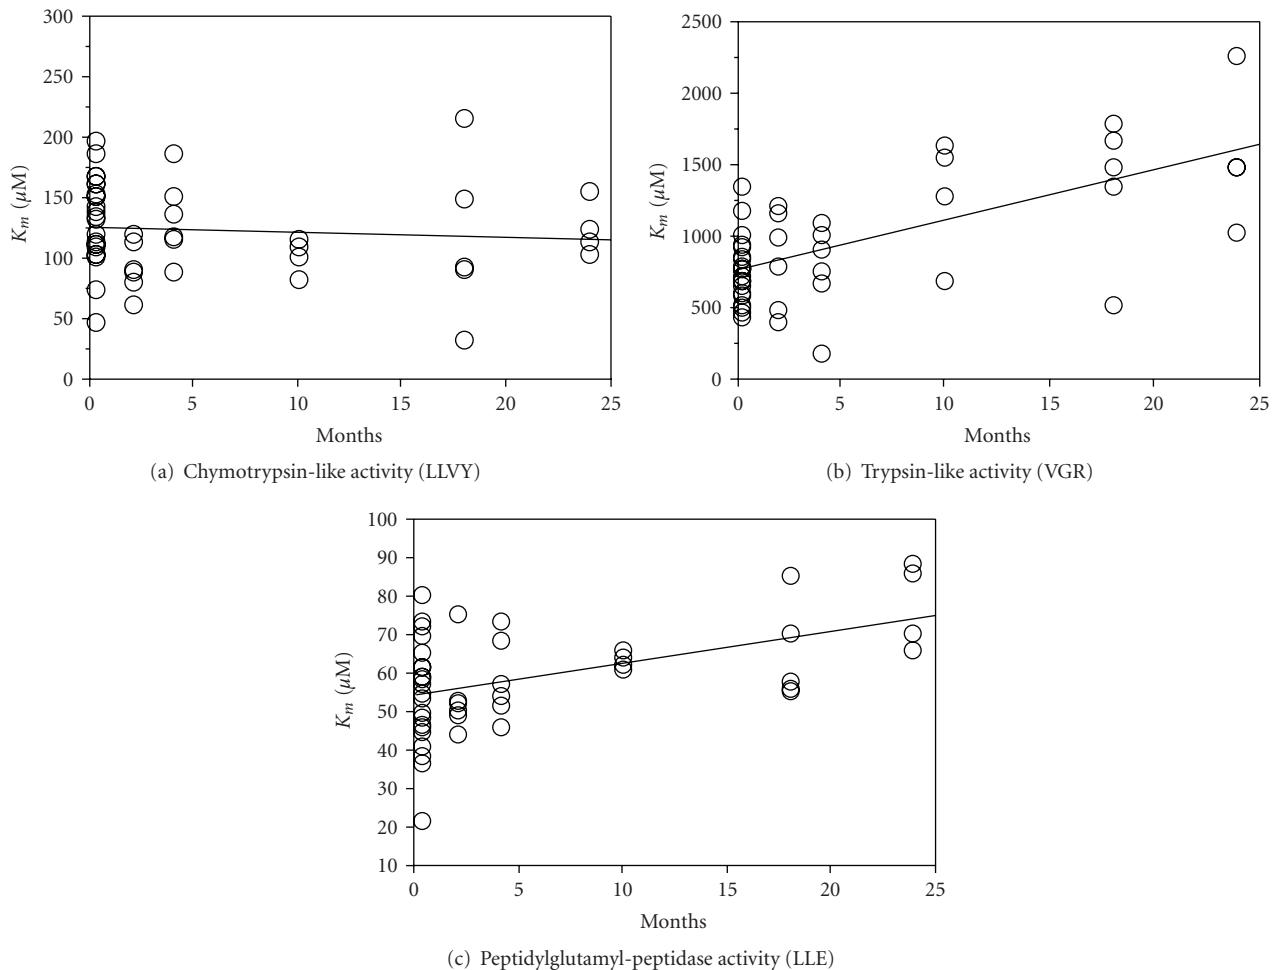 300
250
200
150
100
50
0
K_m (μM)
0 5 10 15 20 25
Months
(a) Chymotrypsin-like activity (LLVY)
2500
2000
1500
1000
500
0
K_m (μM)
0 5 10 15 20 25
Months
(b) Trypsin-like activity (VGR)
100
90
80
70
60
50
40
30
20
10
K_m (μM)
0 5 10 15 20 25
Months
(c) Peptidylglutamyl-peptidase activity (LLE)